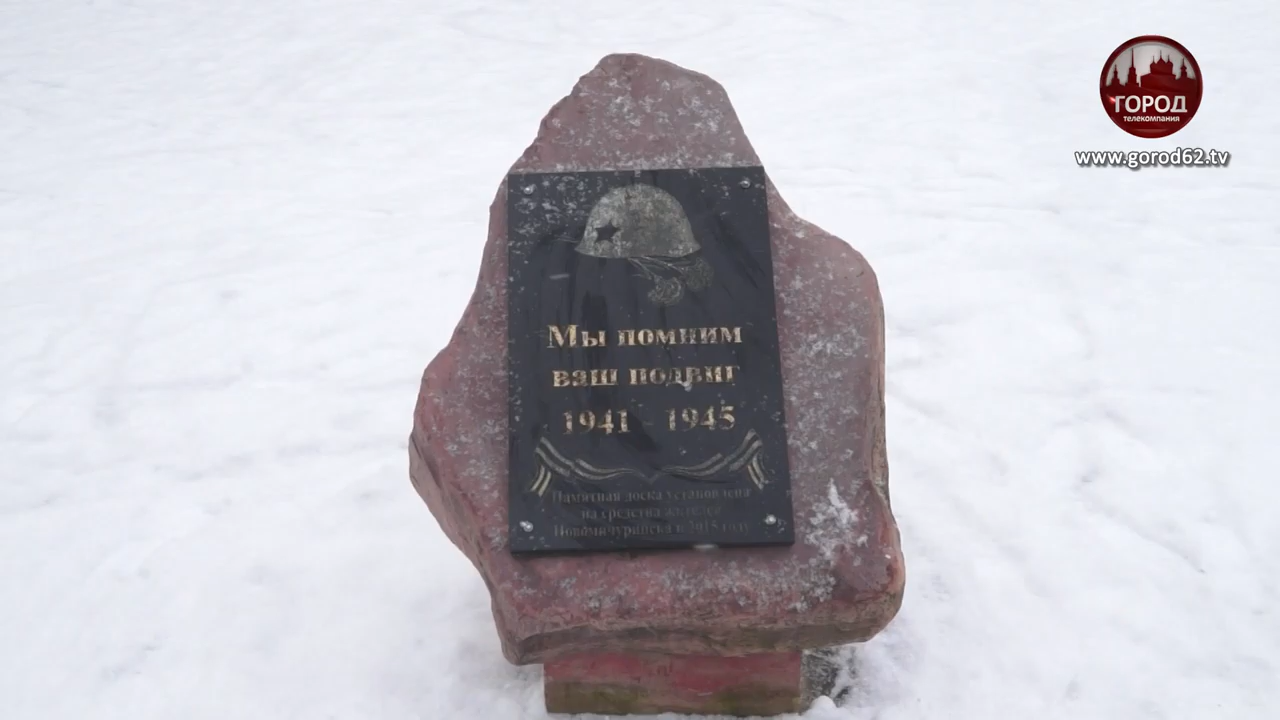 ГОРОД
телекомпания
www.gorod62.tv
Мы помним
ваш подвиг
1941 - 1945
Памятная доска установлена
на средства жителей
Новомичуринска в 2015 году